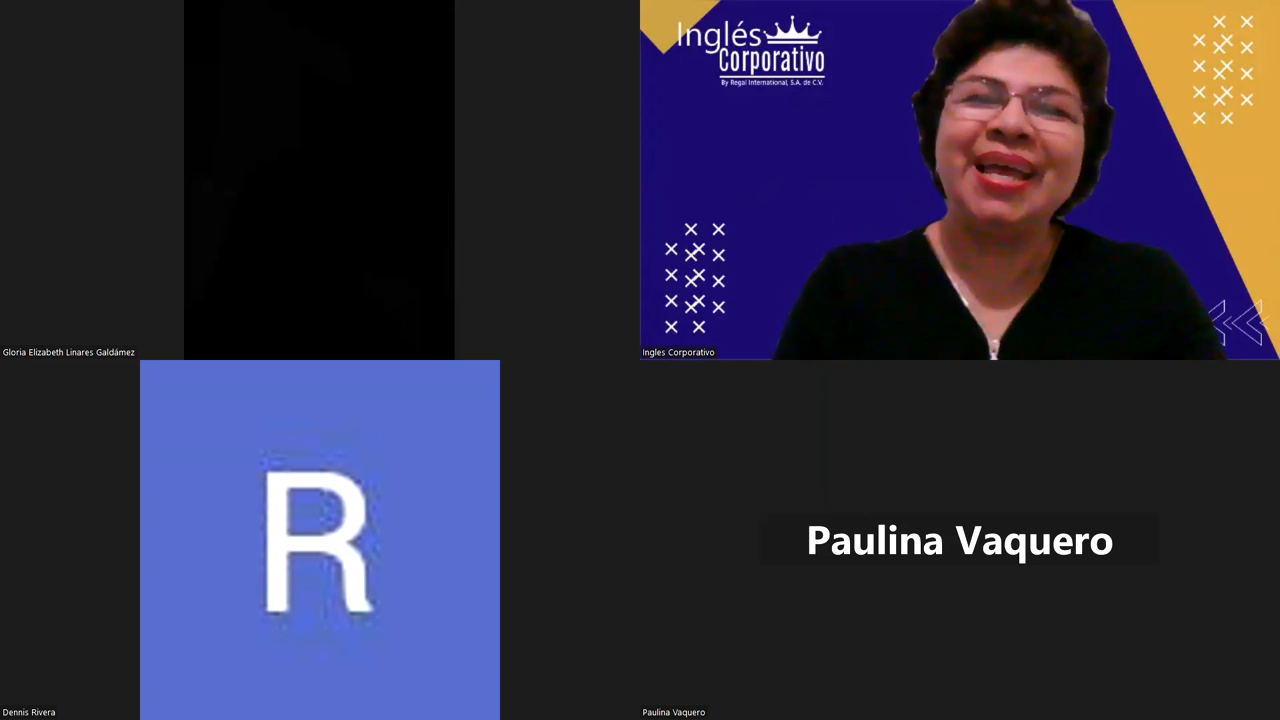 Inglés
Corporativo
By Regal International, S.A. de C.V.
Gloria Elizabeth Linares Galdámez
Ingles Corporativo
R
Dennis Rivera
Paulina Vaquero
Paulina Vaquero